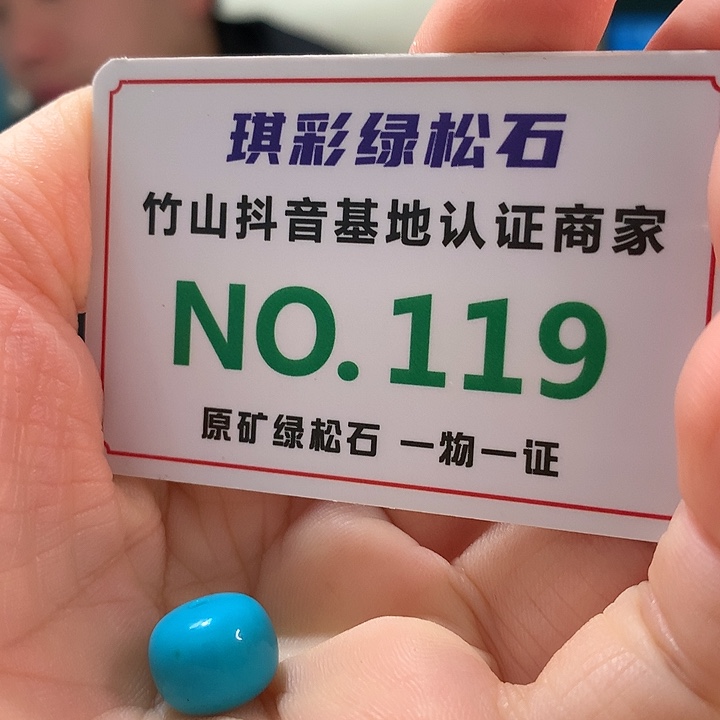 琪彩绿松石
竹山抖音基地认证商家
NO.119
原矿绿松石 一物一证